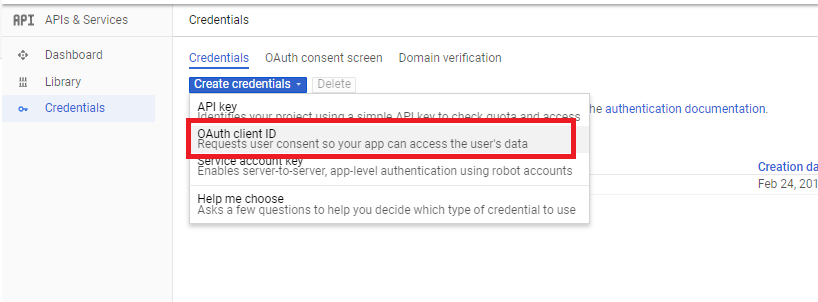 API APIs & Services
Credentials
Dashboard
Library
Credentials
Credentials OAuth consent screen Domain verification
Create credentials Delete
API key
Identifies your project using a simple API key to check quota and access
he authentication documentation.
OAuth client ID
Requests user consent so your app can access the user's data
Service account key
Enables server-to-server, app-level authentication using robot accounts
Creation da
Feb 24, 201
Help me choose
Asks a few questions to help you decide which type of credential to use